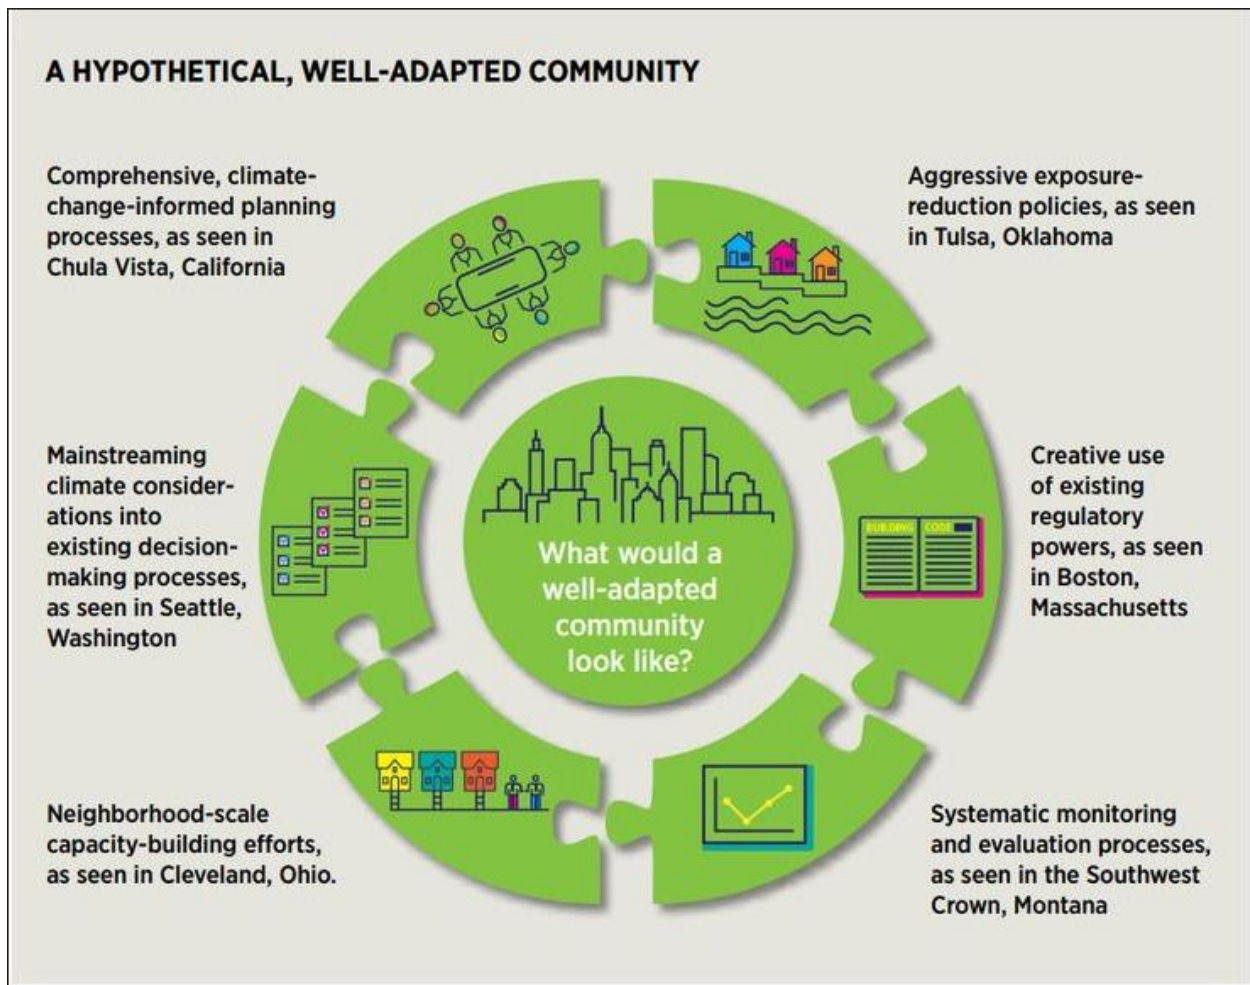 A HYPOTHETICAL, WELL-ADAPTED COMMUNITY
Comprehensive, climate-
change-informed planning
processes, as seen in
Chula Vista, California
Aggressive exposure-
reduction policies, as seen
in Tulsa, Oklahoma
Mainstreaming
climate consider-
ations into
existing decision-
making processes,
as seen in Seattle,
Washington
What would a
well-adapted
community
look like?
BUILDING CODE
Creative use
of existing
regulatory
powers, as seen
in Boston,
Massachusetts
Neighborhood-scale
capacity-building efforts,
as seen in Cleveland, Ohio.
Systematic monitoring
and evaluation processes,
as seen in the Southwest
Crown, Montana